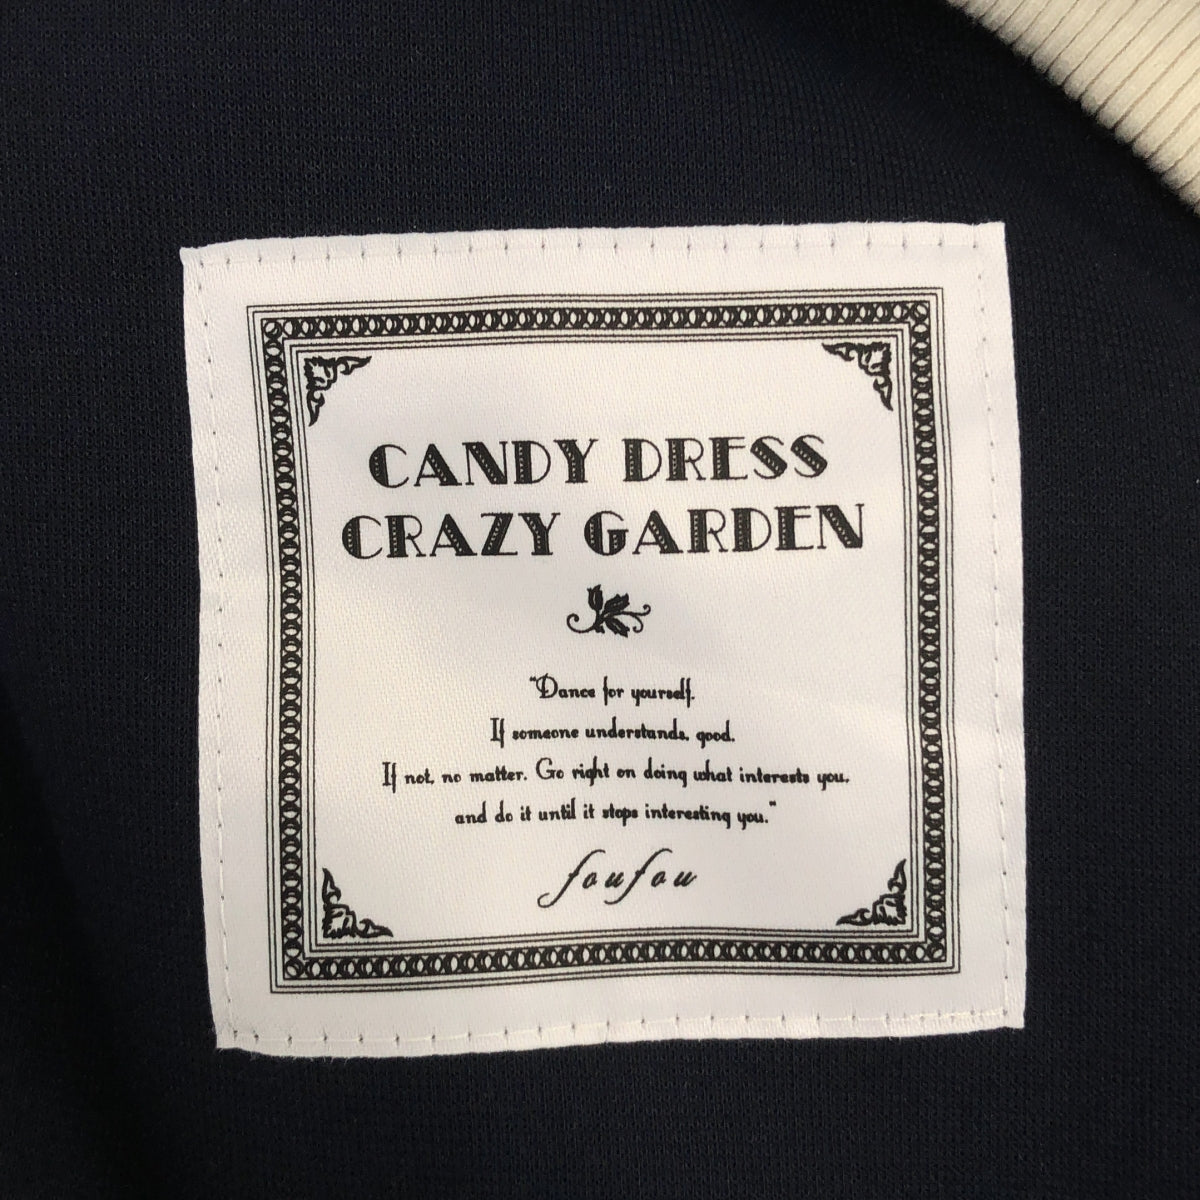 CANDY DRESS
CRAZY GARDEN
"Dance for yourself.
If someone understands, good.
If not, no matter. Go right on doing what interests you,
and do it until it stops interesting you."
foufou